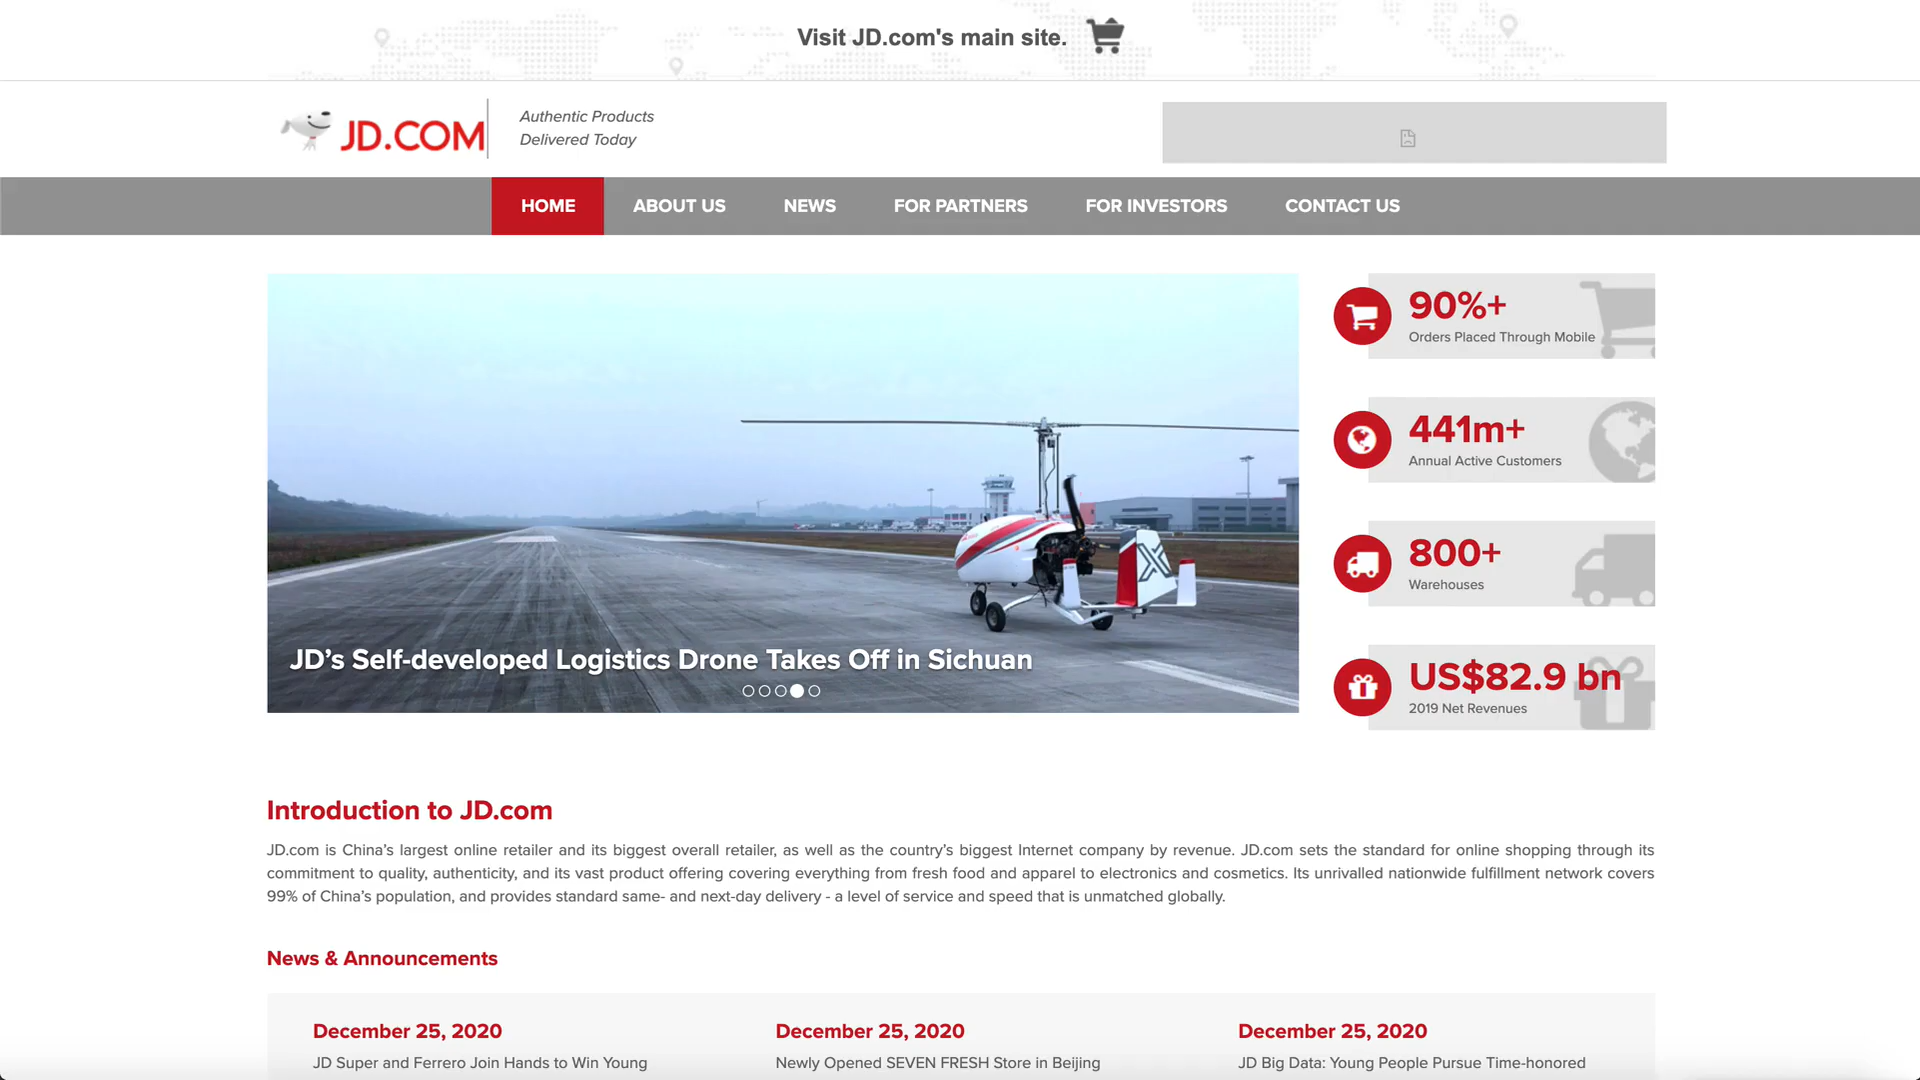 Visit JD.com's main site.
JD.COM
Authentic Products
Delivered Today
HOME
ABOUT US
NEWS
FOR PARTNERS
FOR INVESTORS
CONTACT US
JD’s Self-developed Logistics Drone Takes Off in Sichuan
90%+
Orders Placed Through Mobile
441m+
Annual Active Customers
800+
Warehouses
US$82.9 bn
2019 Net Revenues
Introduction to JD.com
JD.com is China’s largest online retailer and its biggest overall retailer, as well as the country’s biggest Internet company by revenue. JD.com sets the standard for online shopping through its
commitment to quality, authenticity, and its vast product offering covering everything from fresh food and apparel to electronics and cosmetics. Its unrivalled nationwide fulfillment network covers
99% of China’s population, and provides standard same- and next-day delivery - a level of service and speed that is unmatched globally.
News & Announcements
December 25, 2020
JD Super and Ferrero Join Hands to Win Young
December 25, 2020
Newly Opened SEVEN FRESH Store in Beijing
December 25, 2020
JD Big Data: Young People Pursue Time-honored